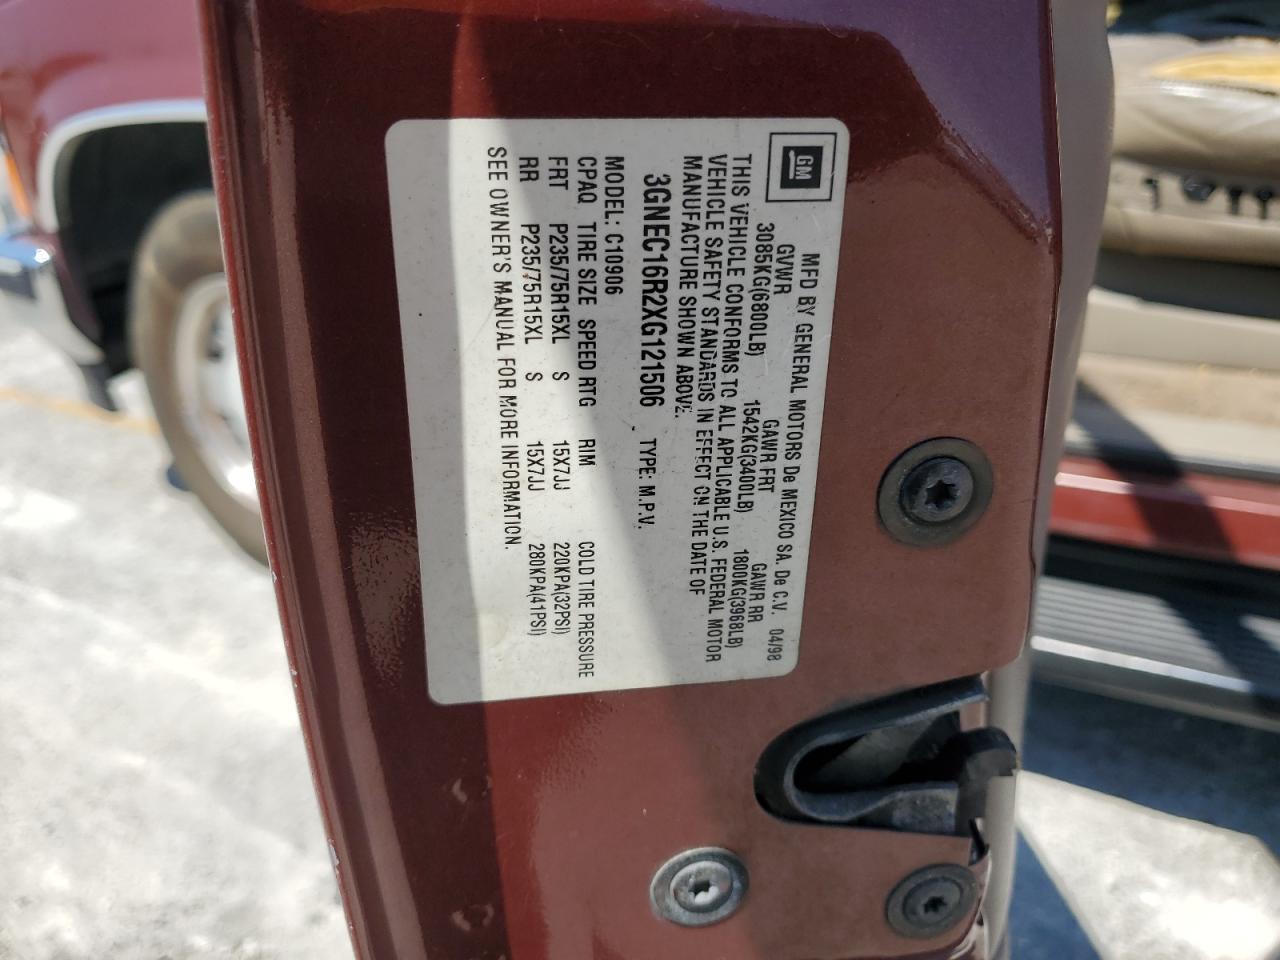 GM
MFD BY GENERAL MOTORS De MEXICO SA. De C.V. 04/98
GVWR GAWR FRT GAWR RR
3085KG(6800LB) 1542KG(3400LB) 1800KG(3968LB)
THIS VEHICLE CONFORMS TO ALL APPLICABLE U.S. FEDERAL MOTOR
VEHICLE SAFETY STANDARDS IN EFFECT ON THE DATE OF
MANUFACTURE SHOWN ABOVE.
3GNEC16R2XG121506 TYPE: M.P.V.
MODEL: C10906
CPAQ TIRE SIZE SPEED RTG RIM COLD TIRE PRESSURE
FRT P235/75R15XL S 15X7JJ 220KPA(32PSI)
RR P235/75R15XL S 15X7JJ 280KPA(41PSI)
SEE OWNER'S MANUAL FOR MORE INFORMATION.